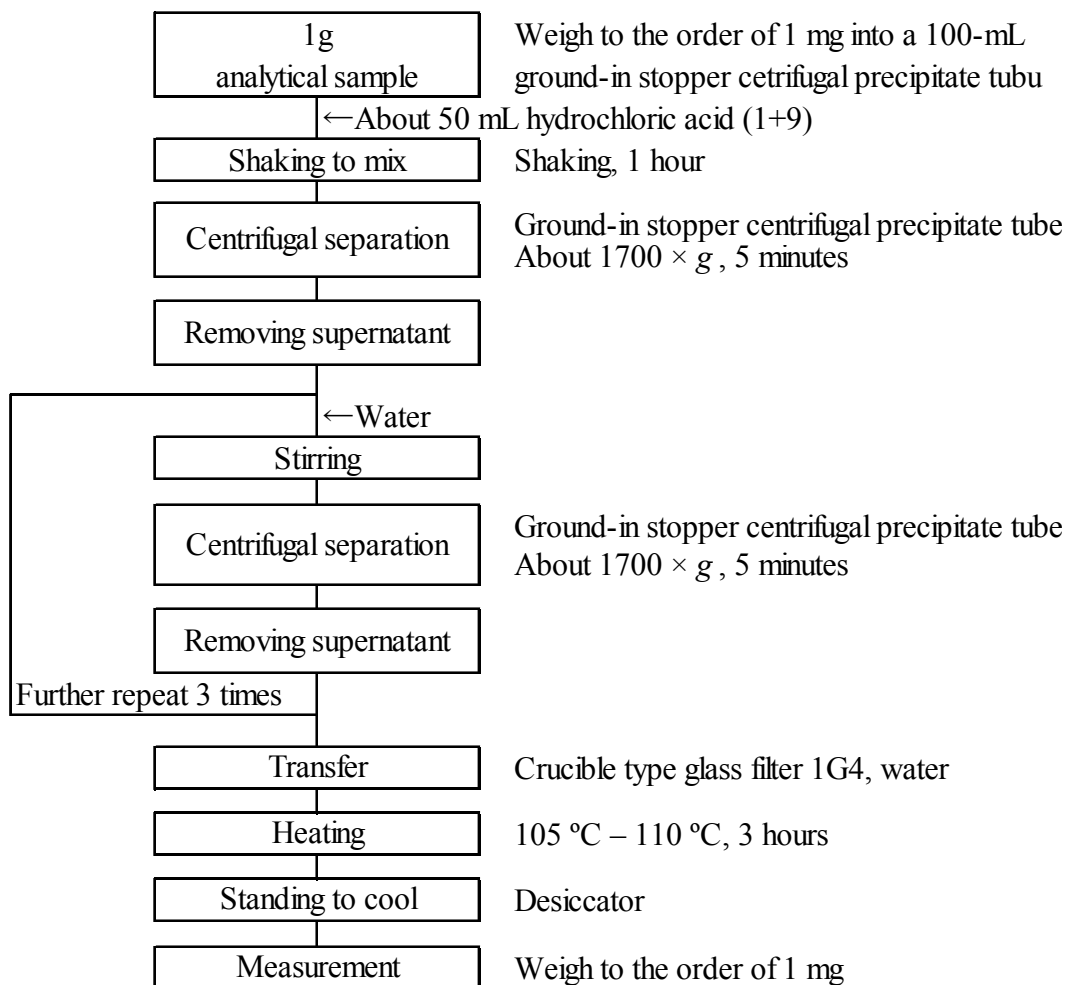 1g
analytical sample
Weigh to the order of 1 mg into a 100-mL
ground-in stopper cetrifugal precipitate tubu
←About 50 mL hydrochloric acid (1+9)
Shaking to mix
Shaking, 1 hour
Centrifugal separation
Ground-in stopper centrifugal precipitate tube
About 1700 × g , 5 minutes
Removing supernatant
←Water
Stirring
Centrifugal separation
Ground-in stopper centrifugal precipitate tube
About 1700 × g , 5 minutes
Removing supernatant
Further repeat 3 times
Transfer
Crucible type glass filter 1G4, water
Heating
105 ºC – 110 ºC, 3 hours
Standing to cool
Desiccator
Measurement
Weigh to the order of 1 mg